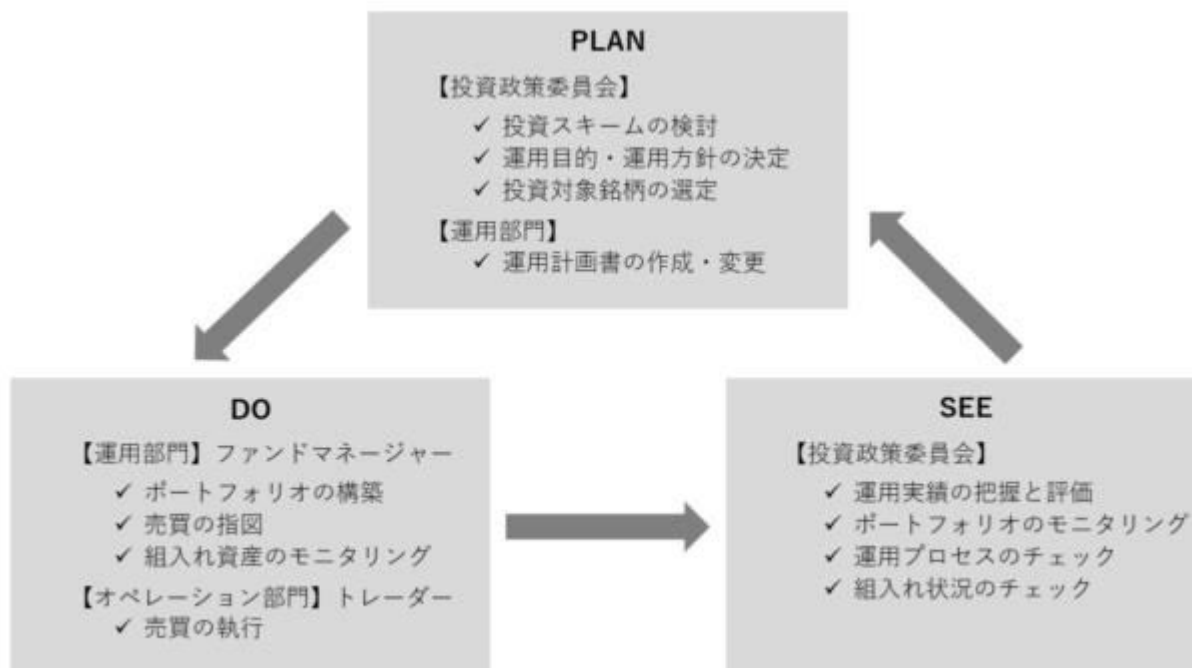 PLAN
【投資政策委員会】
✓ 投資スキームの検討
✓ 運用目的・運用方針の決定
✓ 投資対象銘柄の選定
【運用部門】
✓ 運用計画書の作成・変更
DO
【運用部門】ファンドマネージャー
✓ ポートフォリオの構築
✓ 売買の指図
✓ 組入れ資産のモニタリング
【オペレーション部門】トレーダー
✓ 売買の執行
SEE
【投資政策委員会】
✓ 運用実績の把握と評価
✓ ポートフォリオのモニタリング
✓ 運用プロセスのチェック
✓ 組入れ状況のチェック